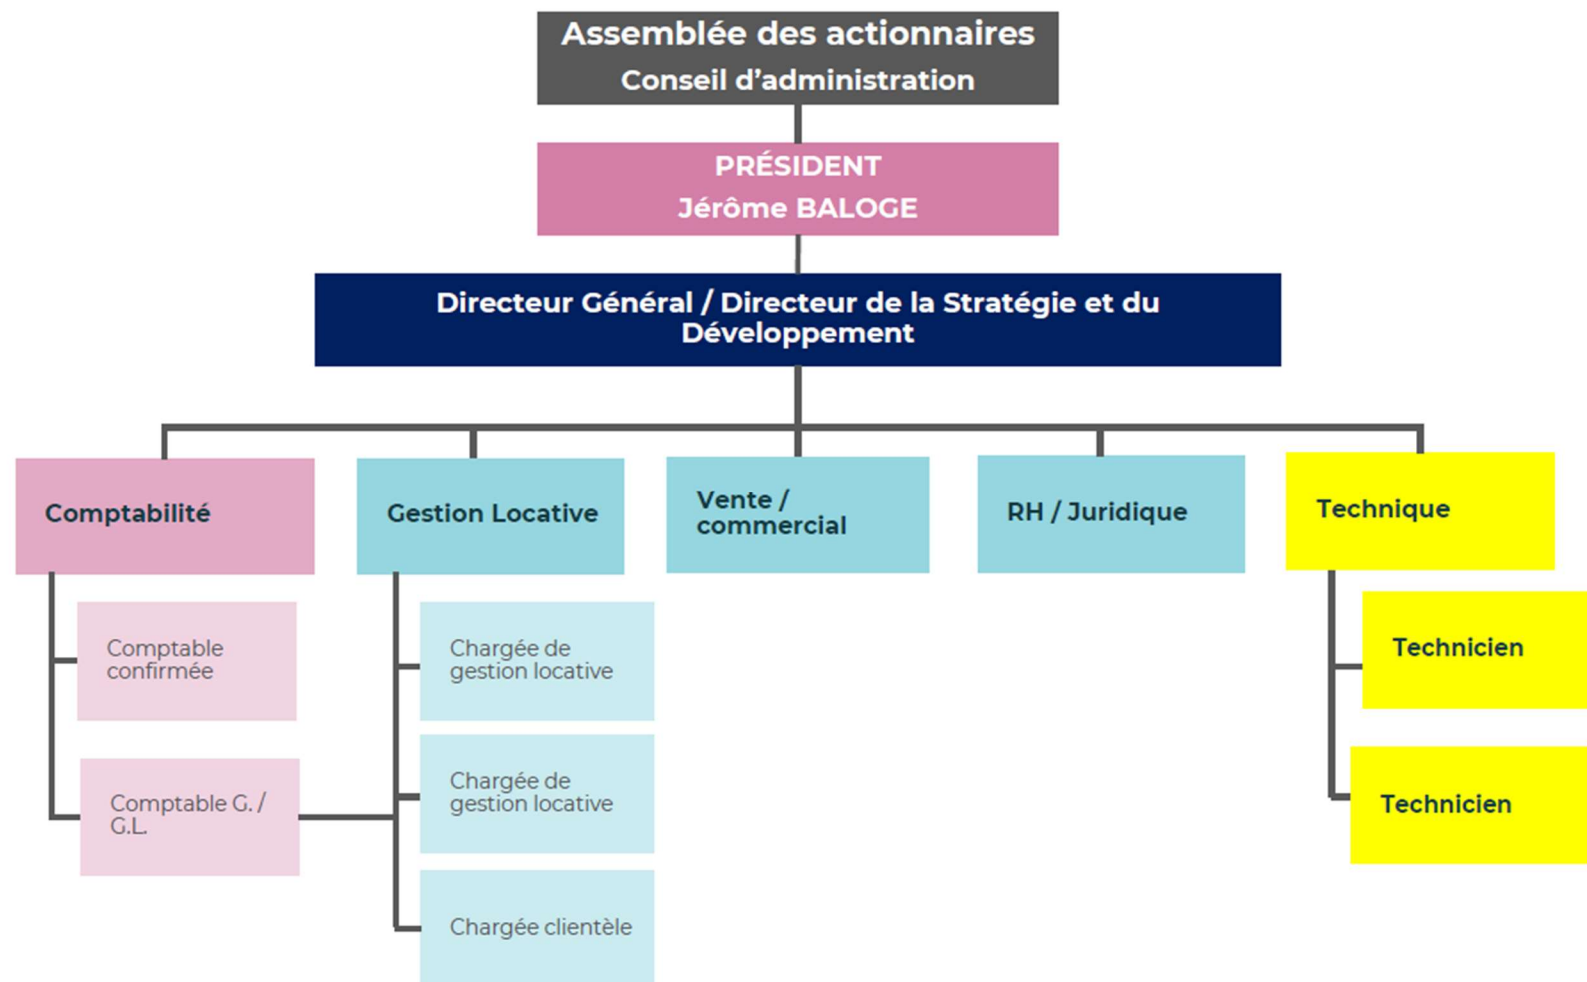 Assemblée des actionnaires
Conseil d’administration
PRÉSIDENT
Jérôme BALOGE
Directeur Général / Directeur de la Stratégie et du
Développement
Comptabilité
Gestion Locative
Vente /
commercial
RH / Juridique
Technique
Comptable
confirmée
Chargée de
gestion locative
Technicien
Comptable G. /
G.L.
Chargée de
gestion locative
Technicien
Chargée clientèle